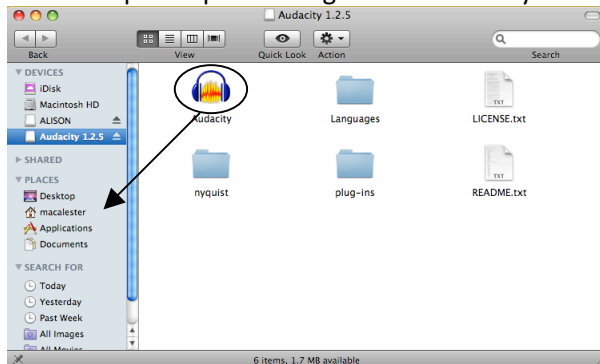 Audacity 1.2.5
Back
View
Quick Look
Action
Search
DEVICES
iDisk
Macintosh HD
ALISON
Audacity 1.2.5
SHARED
PLACES
Desktop
macalester
Applications
Documents
SEARCH FOR
Today
Yesterday
Past Week
All Images
All Movies
Audacity
Languages
TXT
LICENSE.txt
nyquist
plug-ins
TXT
README.txt
6 items, 1.7 MB available